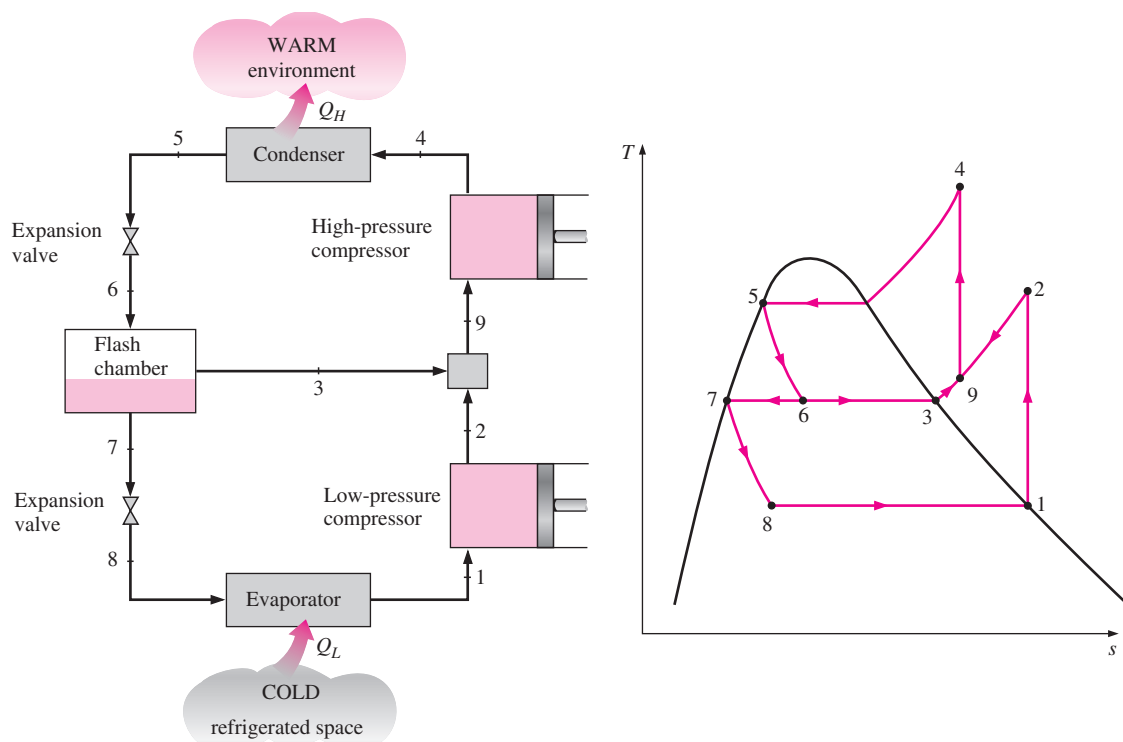 WARM
environment
Q_H
5
4
Condenser
Expansion
valve
High-pressure
compressor
6
9
Flash
chamber
3
7
2
Expansion
valve
Low-pressure
compressor
8
1
Evaporator
Q_L
COLD
refrigerated space
T
4
5
2
7
6
3
9
8
1
s